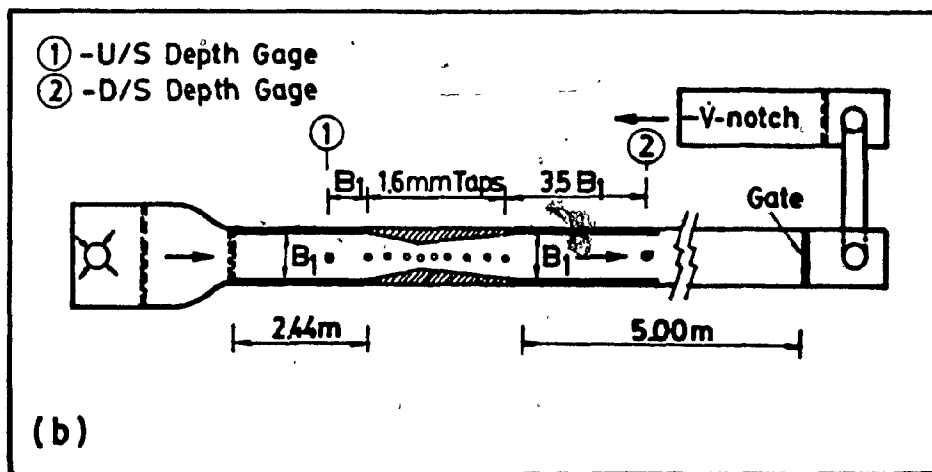 ① -U/S Depth Gage
② -D/S Depth Gage
-V-notch
①
②
B₁
1.6mm Taps
3.5 B₁
Gate
B₁
B₁
2.44m
5.00m
(b)